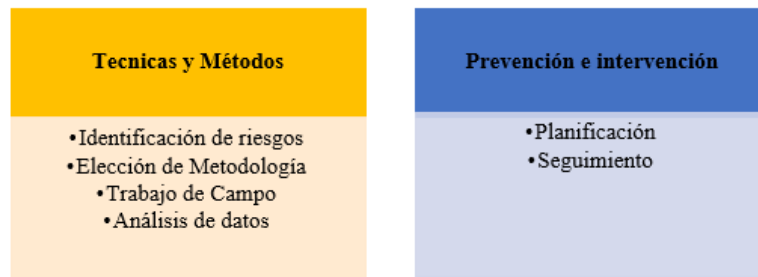 Tecnicas y Métodos
•Identificación de riesgos
•Elección de Metodología
•Trabajo de Campo
•Análisis de datos
Prevención e intervención
•Planificación
•Seguimiento